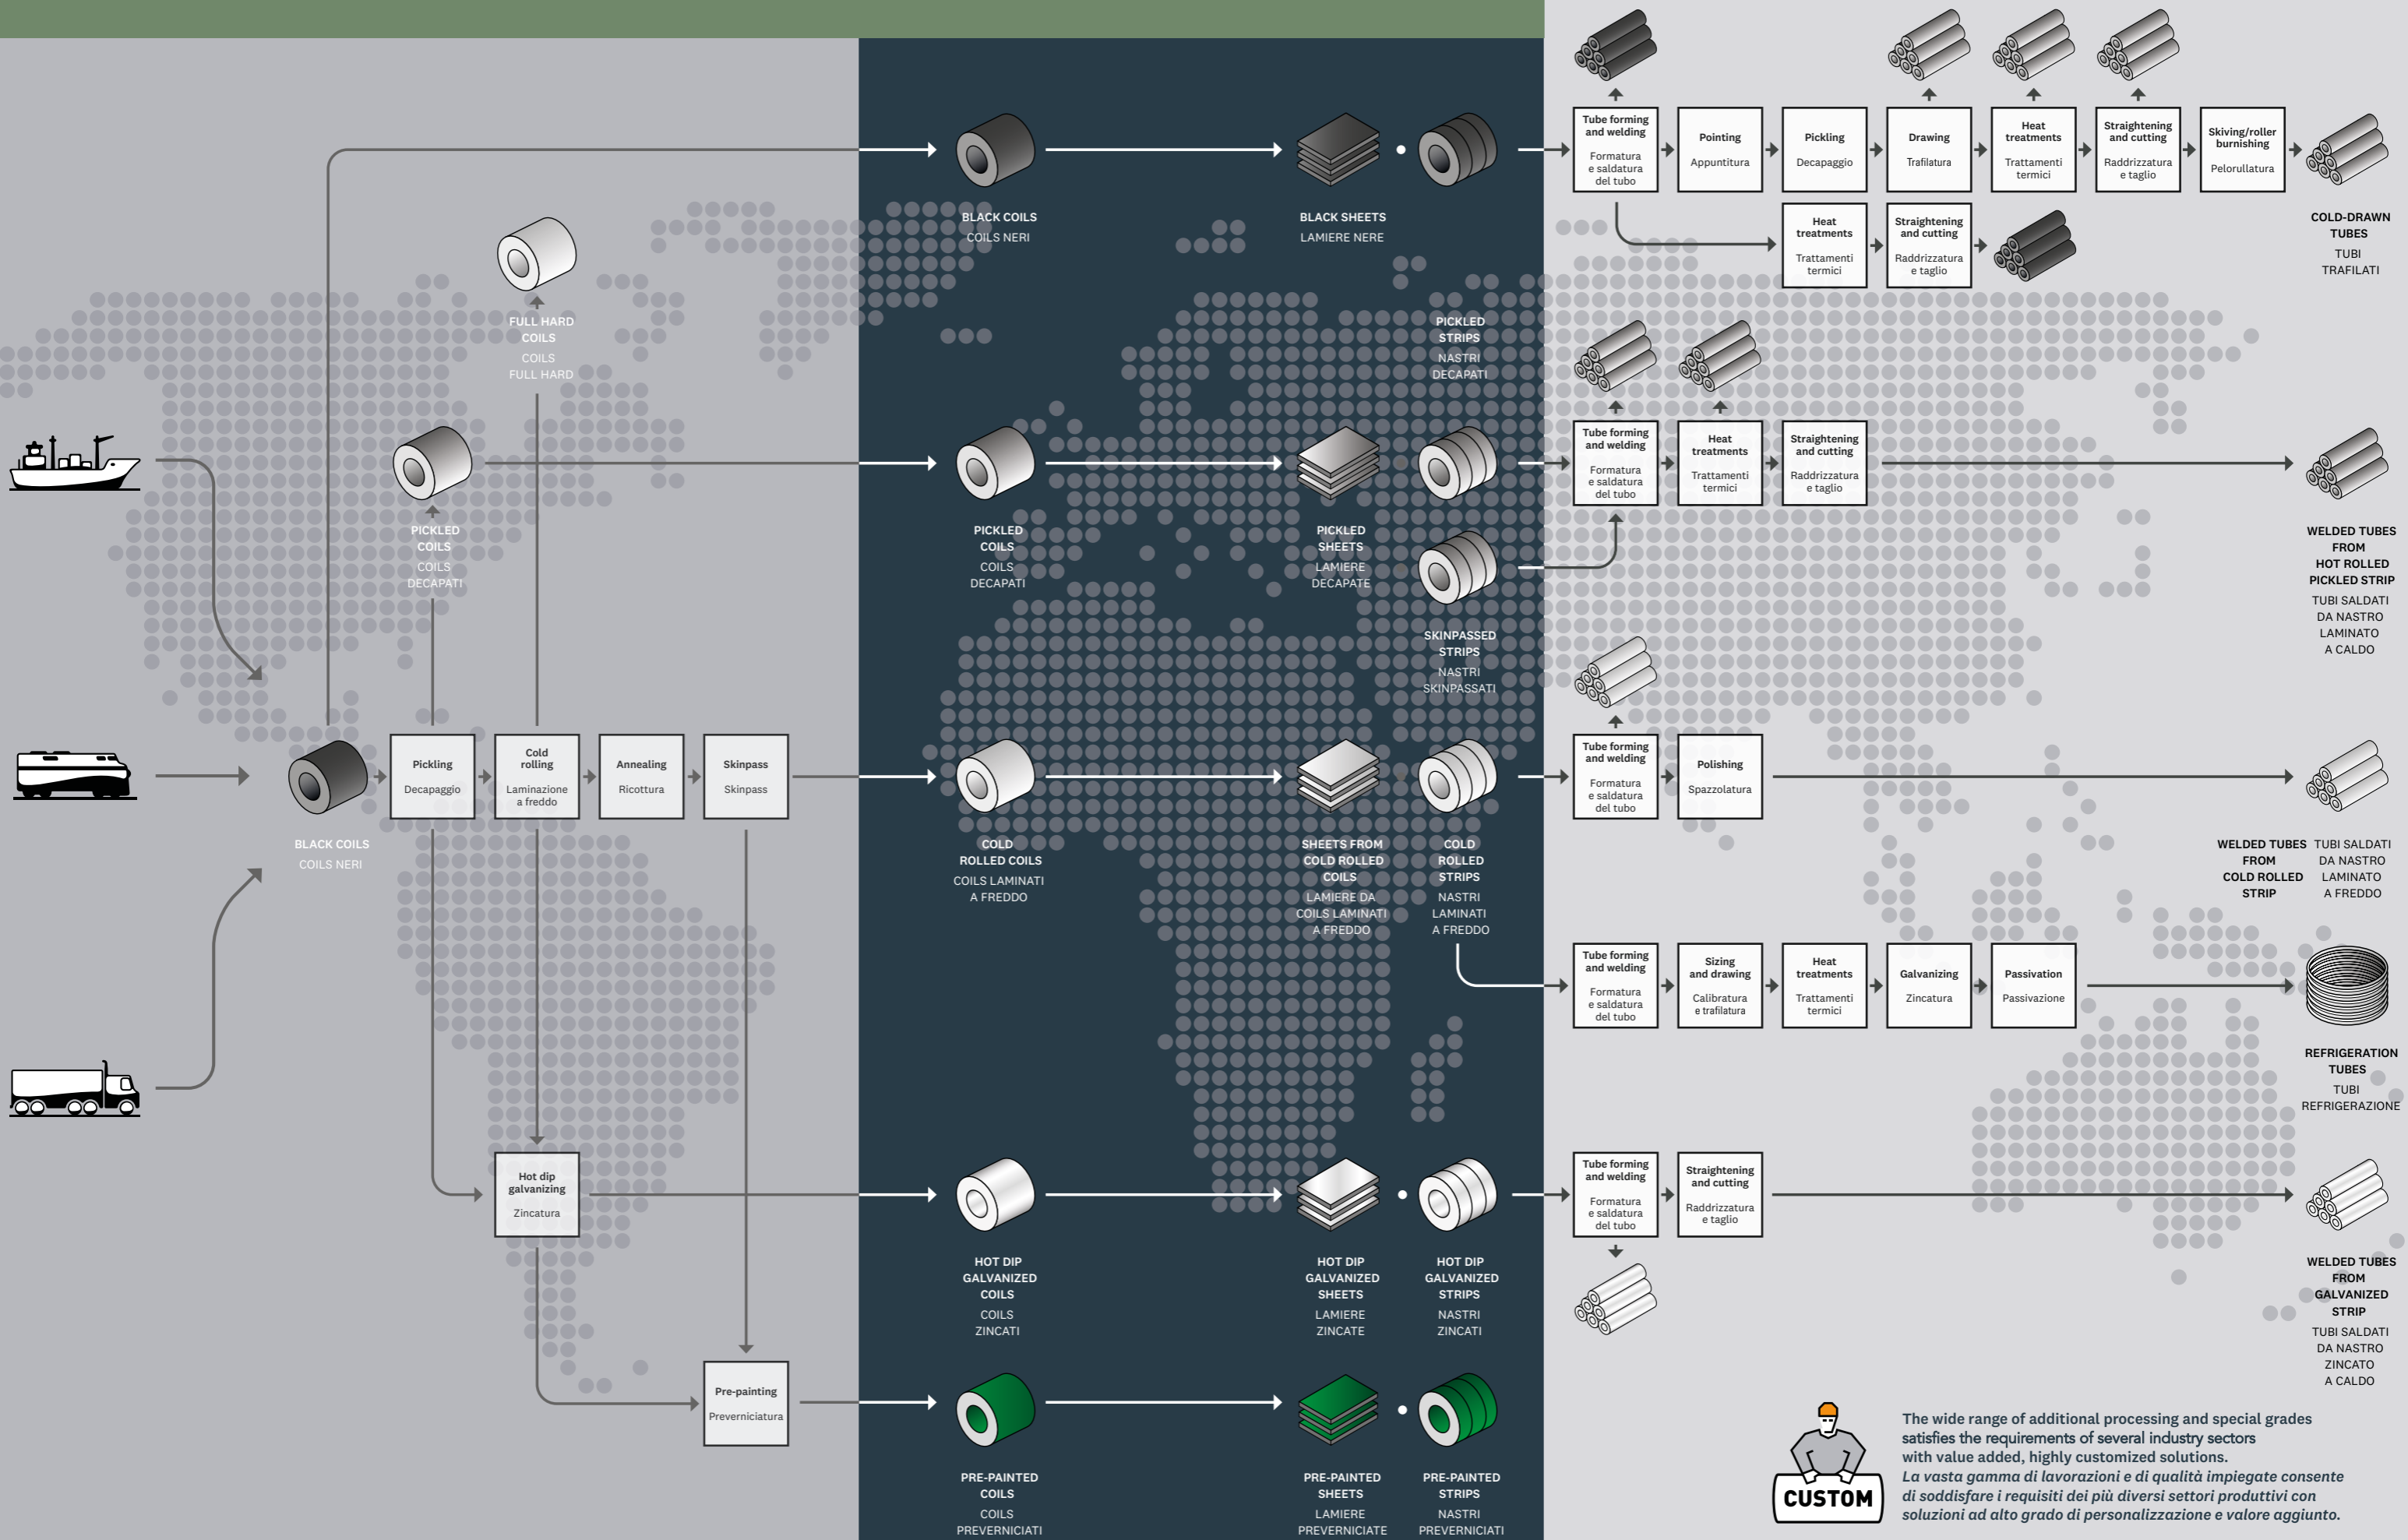 Tube forming
and welding
Formatura
e saldatura
del tubo
Pointing
Appuntitura
Pickling
Decapaggio
Drawing
Trafilatura
Heat
treatments
Trattamenti
termici
Straightening
and cutting
Raddrizzatura
e taglio
Skiving/roller
burnishing
Pelorullatura
BLACK COILS
COILS NERI
BLACK SHEETS
LAMIERE NERE
Heat
treatments
Trattamenti
termici
Straightening
and cutting
Raddrizzatura
e taglio
COLD-DRAWN
TUBES
TUBI
TRAFILATI
FULL HARD
COILS
COILS
FULL HARD
PICKLED
STRIPS
NASTRI
DECAPATI
Tube forming
and welding
Formatura
e saldatura
del tubo
Heat
treatments
Trattamenti
termici
Straightening
and cutting
Raddrizzatura
e taglio
PICKLED
COILS
COILS
DECAPATI
PICKLED
COILS
COILS
DECAPATI
PICKLED
SHEETS
LAMIERE
DECAPATE
WELDED TUBES
FROM
HOT ROLLED
PICKLED STRIP
TUBI SALDATI
DA NASTRO
LAMINATO
A CALDO
SKINPASSED
STRIPS
NASTRI
SKINPASSATI
BLACK COILS
COILS NERI
Pickling
Decapaggio
Cold
rolling
Laminazione
a freddo
Annealing
Ricottura
Skinpass
Skinpass
COLD
ROLLED COILS
COILS LAMINATI
A FREDDO
SHEETS FROM
COLD ROLLED
COILS
LAMIERE DA
COILS LAMINATI
A FREDDO
COLD
ROLLED
STRIPS
NASTRI
LAMINATI
A FREDDO
Tube forming
and welding
Formatura
e saldatura
del tubo
Polishing
Spazzolatura
WELDED TUBES
FROM
COLD ROLLED
STRIP
TUBI SALDATI
DA NASTRO
LAMINATO
A FREDDO
Tube forming
and welding
Formatura
e saldatura
del tubo
Sizing
and drawing
Calibratura
e trafilatura
Heat
treatments
Trattamenti
termici
Galvanizing
Zincatura
Passivation
Passivazione
REFRIGERATION
TUBES
TUBI
REFRIGERAZIONE
Hot dip
galvanizing
Zincatura
HOT DIP
GALVANIZED
COILS
COILS
ZINCATI
HOT DIP
GALVANIZED
SHEETS
LAMIERE
ZINCATE
HOT DIP
GALVANIZED
STRIPS
NASTRI
ZINCATI
Tube forming
and welding
Formatura
e saldatura
del tubo
Straightening
and cutting
Raddrizzatura
e taglio
WELDED TUBES
FROM
GALVANIZED
STRIP
TUBI SALDATI
DA NASTRO
ZINCATO
A CALDO
Pre-painting
Preverniciatura
PRE-PAINTED
COILS
COILS
PREVERNICIATI
PRE-PAINTED
SHEETS
LAMIERE
PREVERNICIATE
PRE-PAINTED
STRIPS
NASTRI
PREVERNICIATI
CUSTOM
The wide range of additional processing and special grades
satisfies the requirements of several industry sectors
with value added, highly customized solutions.
La vasta gamma di lavorazioni e di qualità impiegate consente
di soddisfare i requisiti dei più diversi settori produttivi con
soluzioni ad alto grado di personalizzazione e valore aggiunto.